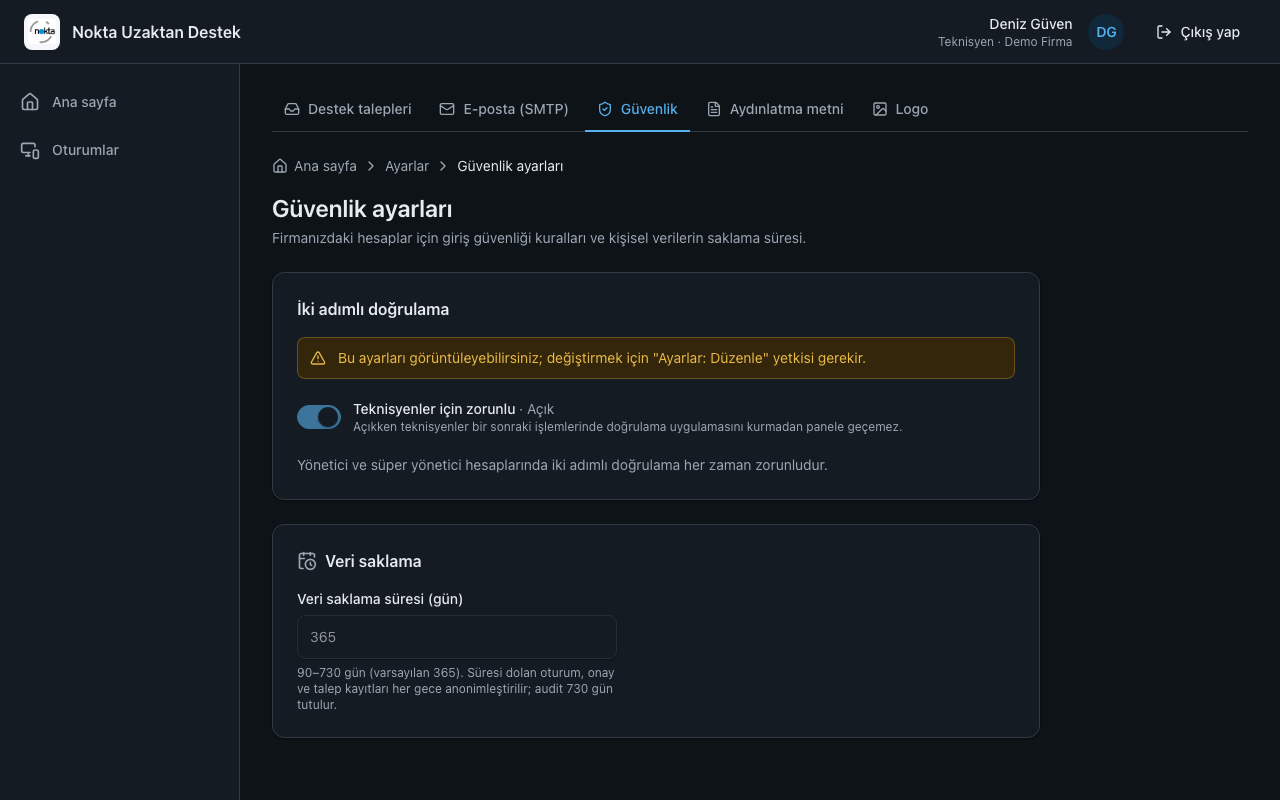 nokta
Nokta Uzaktan Destek
Deniz Güven
Teknisyen · Demo Firma
DG
Çıkış yap
Ana sayfa
Oturumlar
Destek talepleri
E-posta (SMTP)
Güvenlik
Aydınlatma metni
Logo
Ana sayfa
Ayarlar
Güvenlik ayarları
Güvenlik ayarları
Firmanızdaki hesaplar için giriş güvenliği kuralları ve kişisel verilerin saklama süresi.
İki adımlı doğrulama
Bu ayarları görüntüleyebilirsiniz; değiştirmek için "Ayarlar: Düzenle" yetkisi gerekir.
Teknisyenler için zorunlu · Açık
Açıkken teknisyenler bir sonraki işlemlerinde doğrulama uygulamasını kurmadan panele geçemez.
Yönetici ve süper yönetici hesaplarında iki adımlı doğrulama her zaman zorunludur.
Veri saklama
Veri saklama süresi (gün)
365
90–730 gün (varsayılan 365). Süresi dolan oturum, onay
ve talep kayıtları her gece anonimleştirilir; audit 730 gün
tutulur.